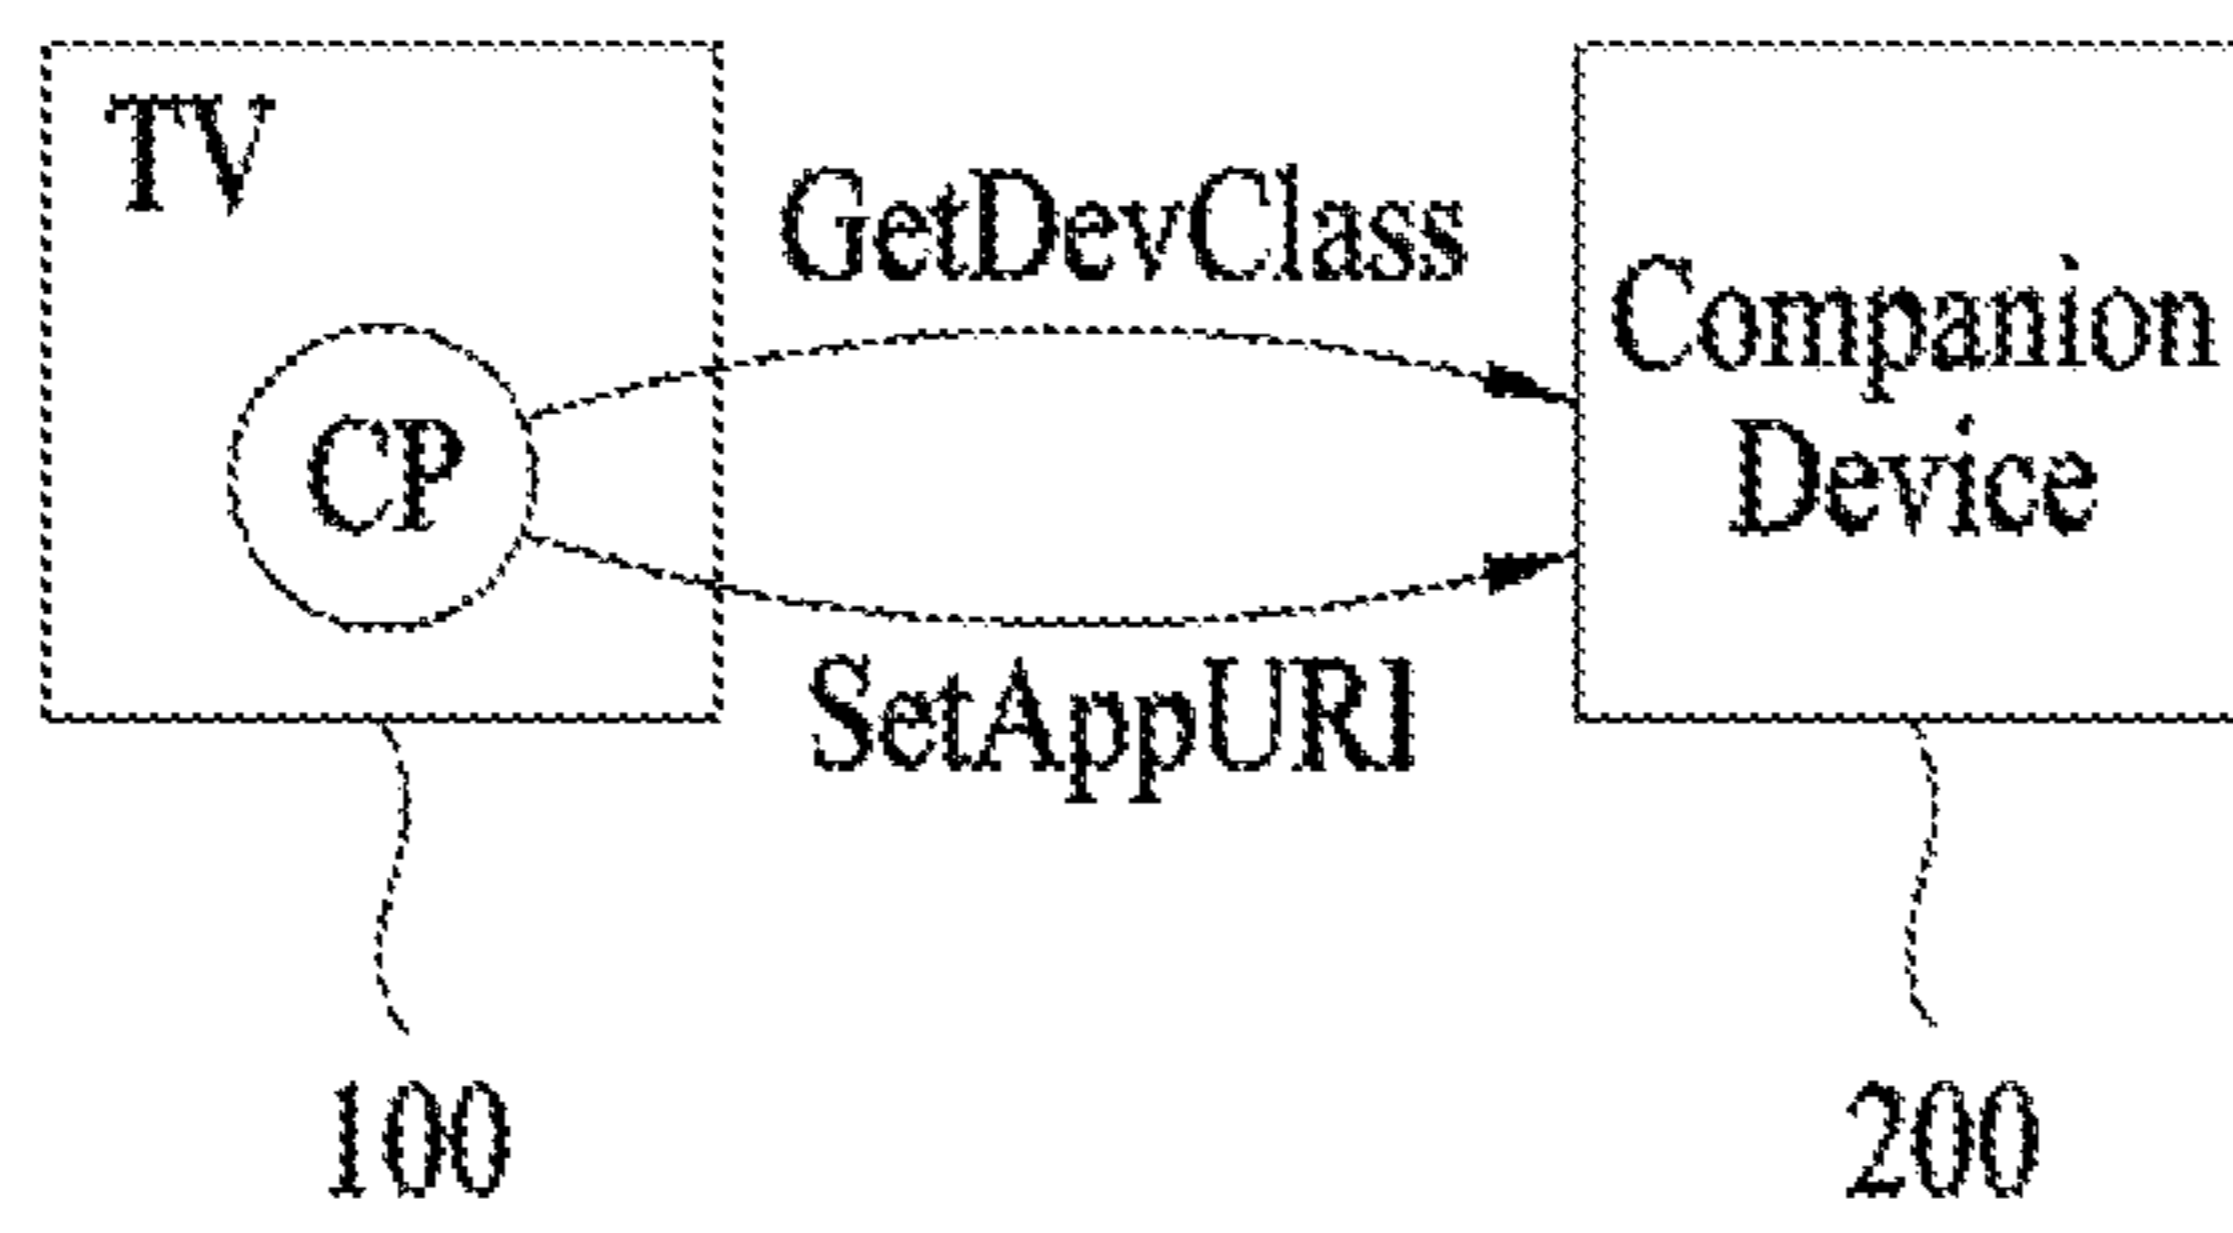 TV
GetDevClass
Companion
Device
CP
SetAppURI
100
200